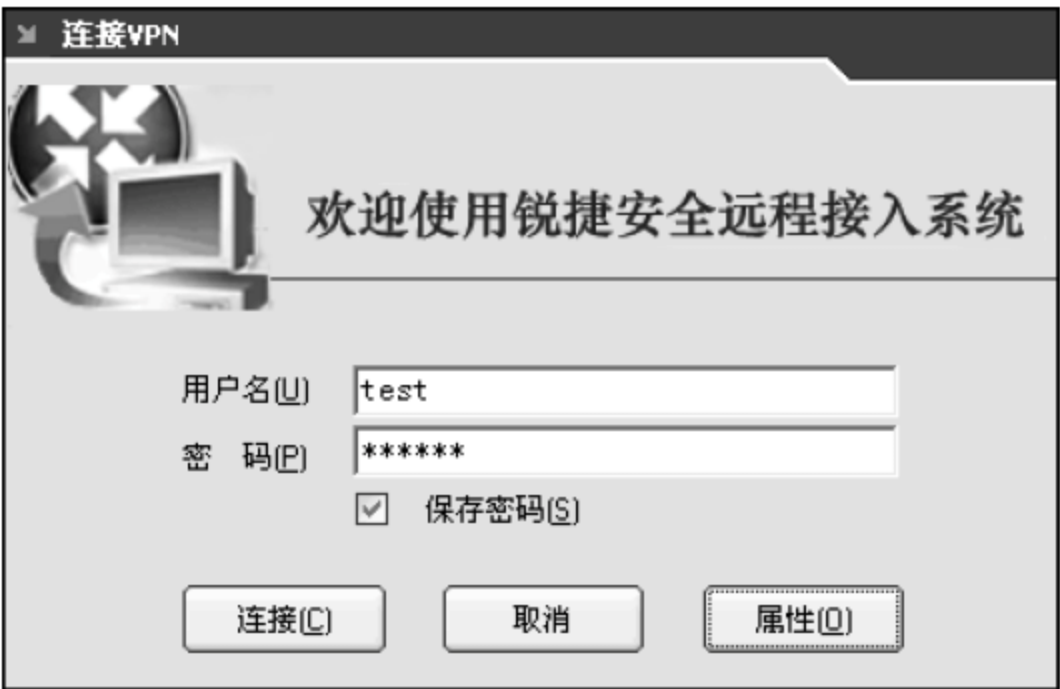 连接VPN
欢迎使用锐捷安全远程接入系统
用户名(U) test
密 码(P) ******
保存密码(S)
连接(C) 取消 属性(O)